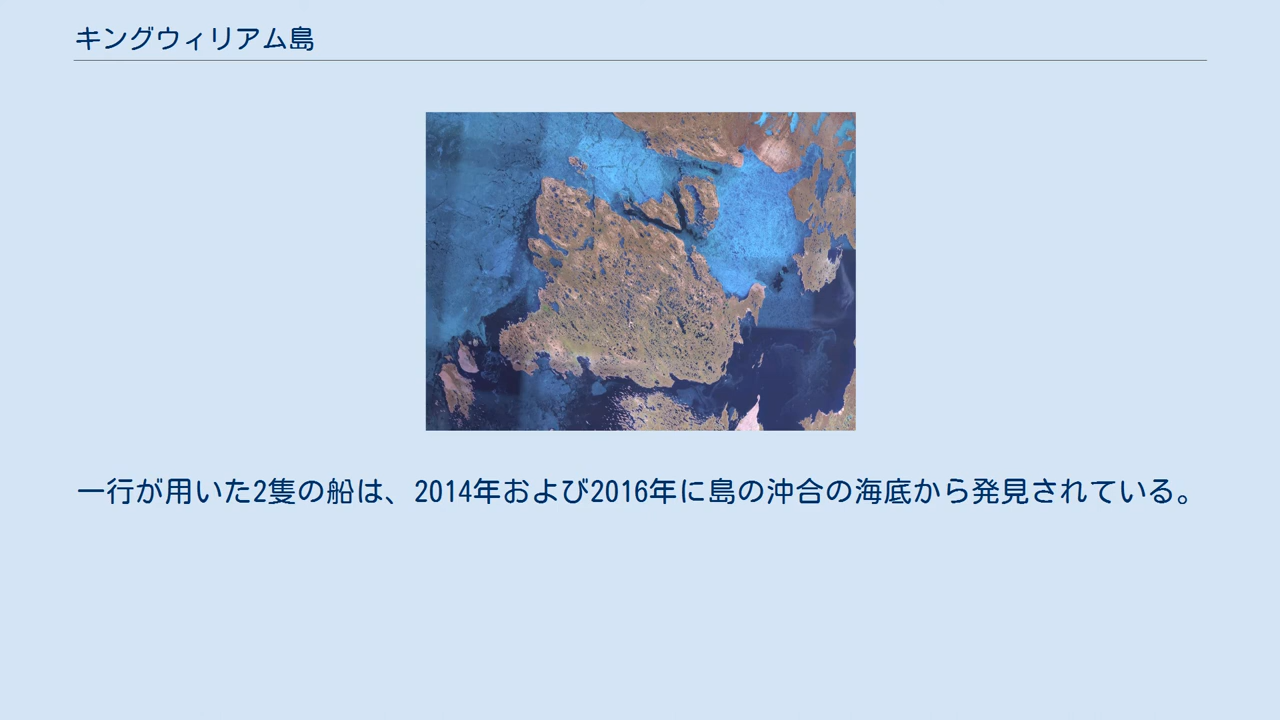 キングウィリアム島
一行が用いた2隻の船は、2014年および2016年に島の沖合の海底から発見されている。